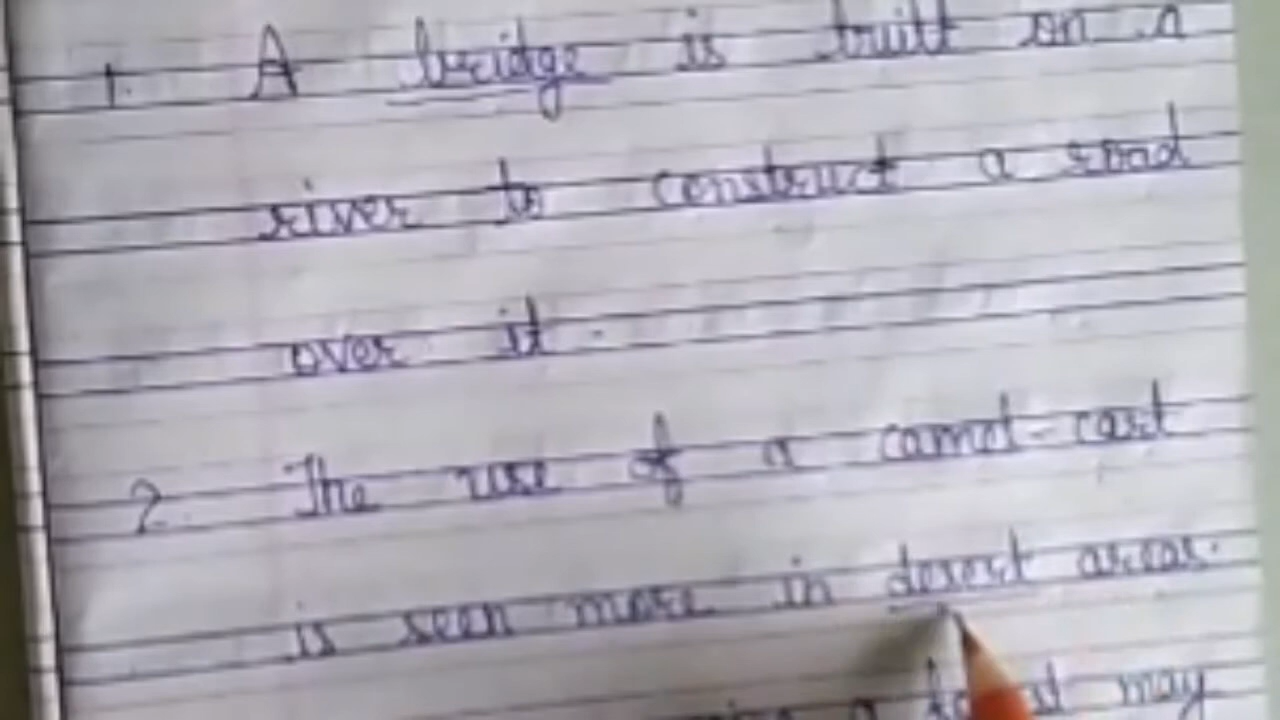 1. A bridge is built on a
river to construct a road
over it.
2. The use of a camel-cart
is seen more in desert areas.
a may